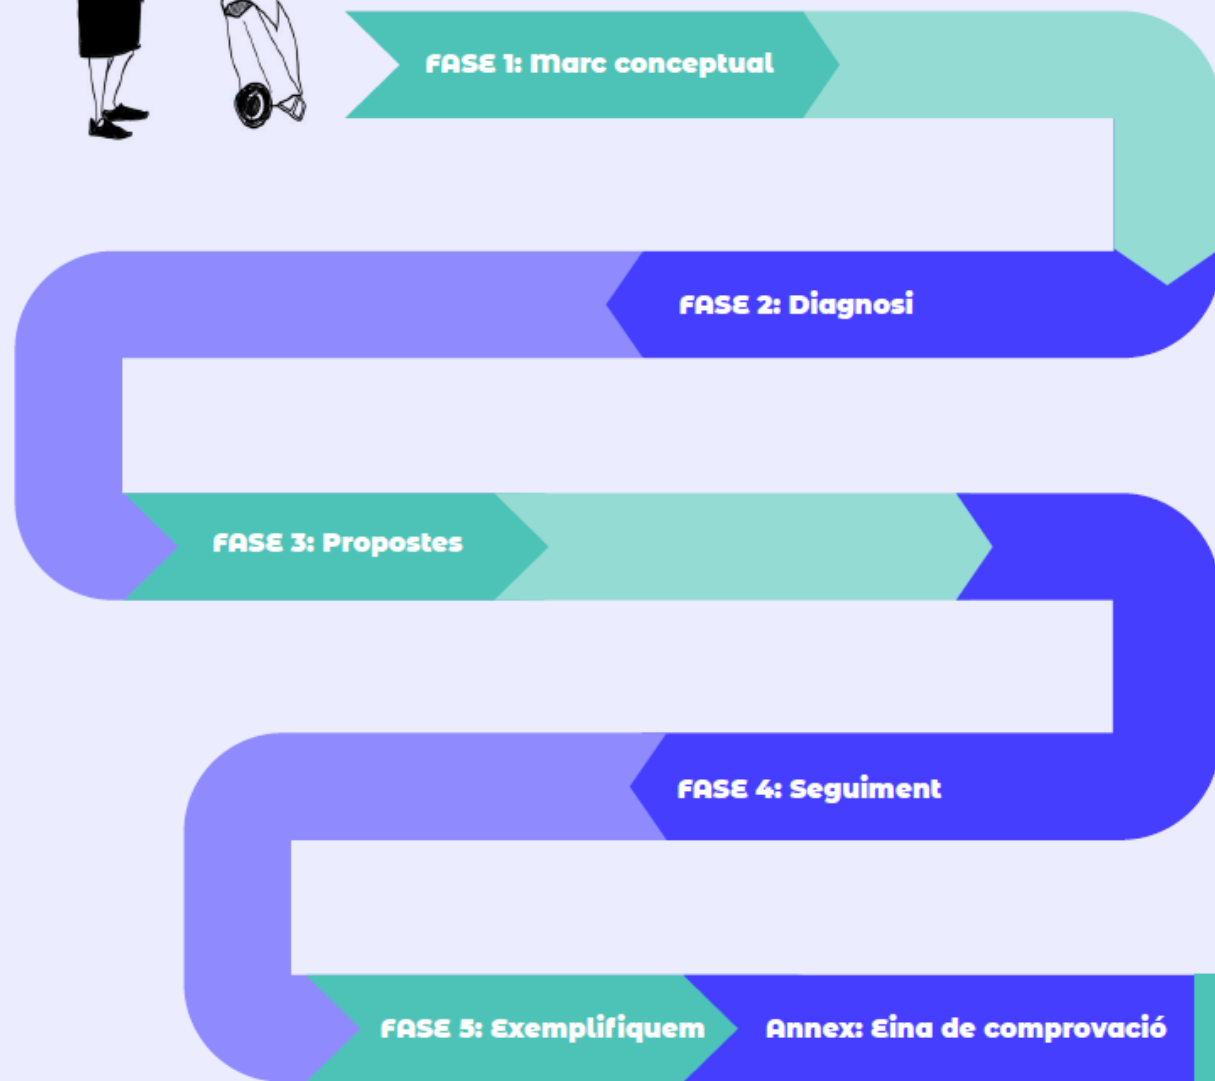 FASE 1: Marc conceptual
FASE 2: Diagnosi
FASE 3: Propostes
FASE 4: Seguiment
FASE 5: Exemplifiquem
Annex: Eina de comprovació